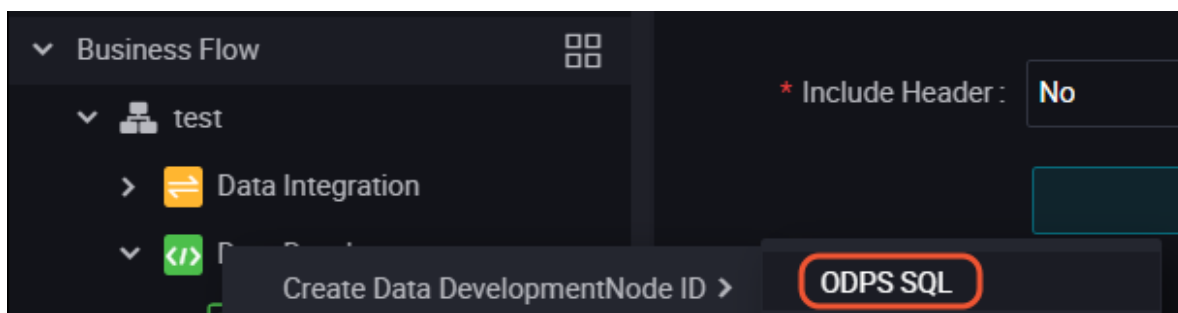 Business Flow
* Include Header : No
test
Data Integration
Create Data DevelopmentNode ID >
ODPS SQL